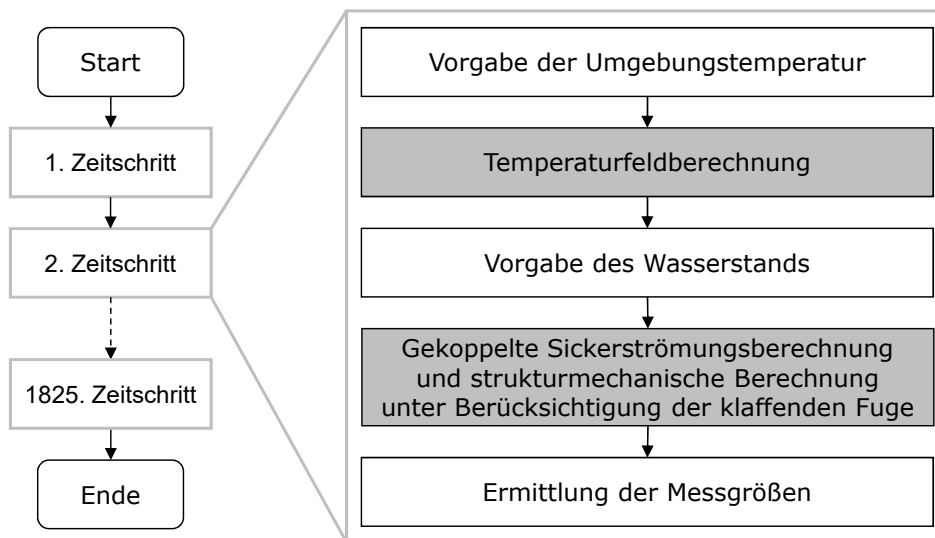 Start
1. Zeitschritt
2. Zeitschritt
1825. Zeitschritt
Ende
Vorgabe der Umgebungstemperatur
Temperaturfeldberechnung
Vorgabe des Wasserstands
Gekoppelte Sickerströmungsberechnung
und strukturmechanische Berechnung
unter Berücksichtigung der klaffenden Fuge
Ermittlung der Messgrößen